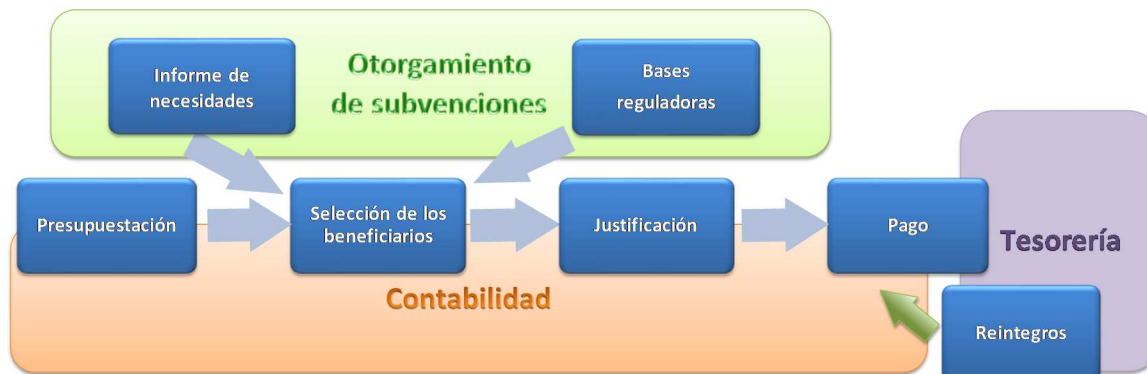 Informe de
necesidades
Otorgamiento
de subvenciones
Bases
reguladoras
Presupuestación
Selección de los
beneficiarios
Justificación
Pago
Tesorería
Contabilidad
Reintegros